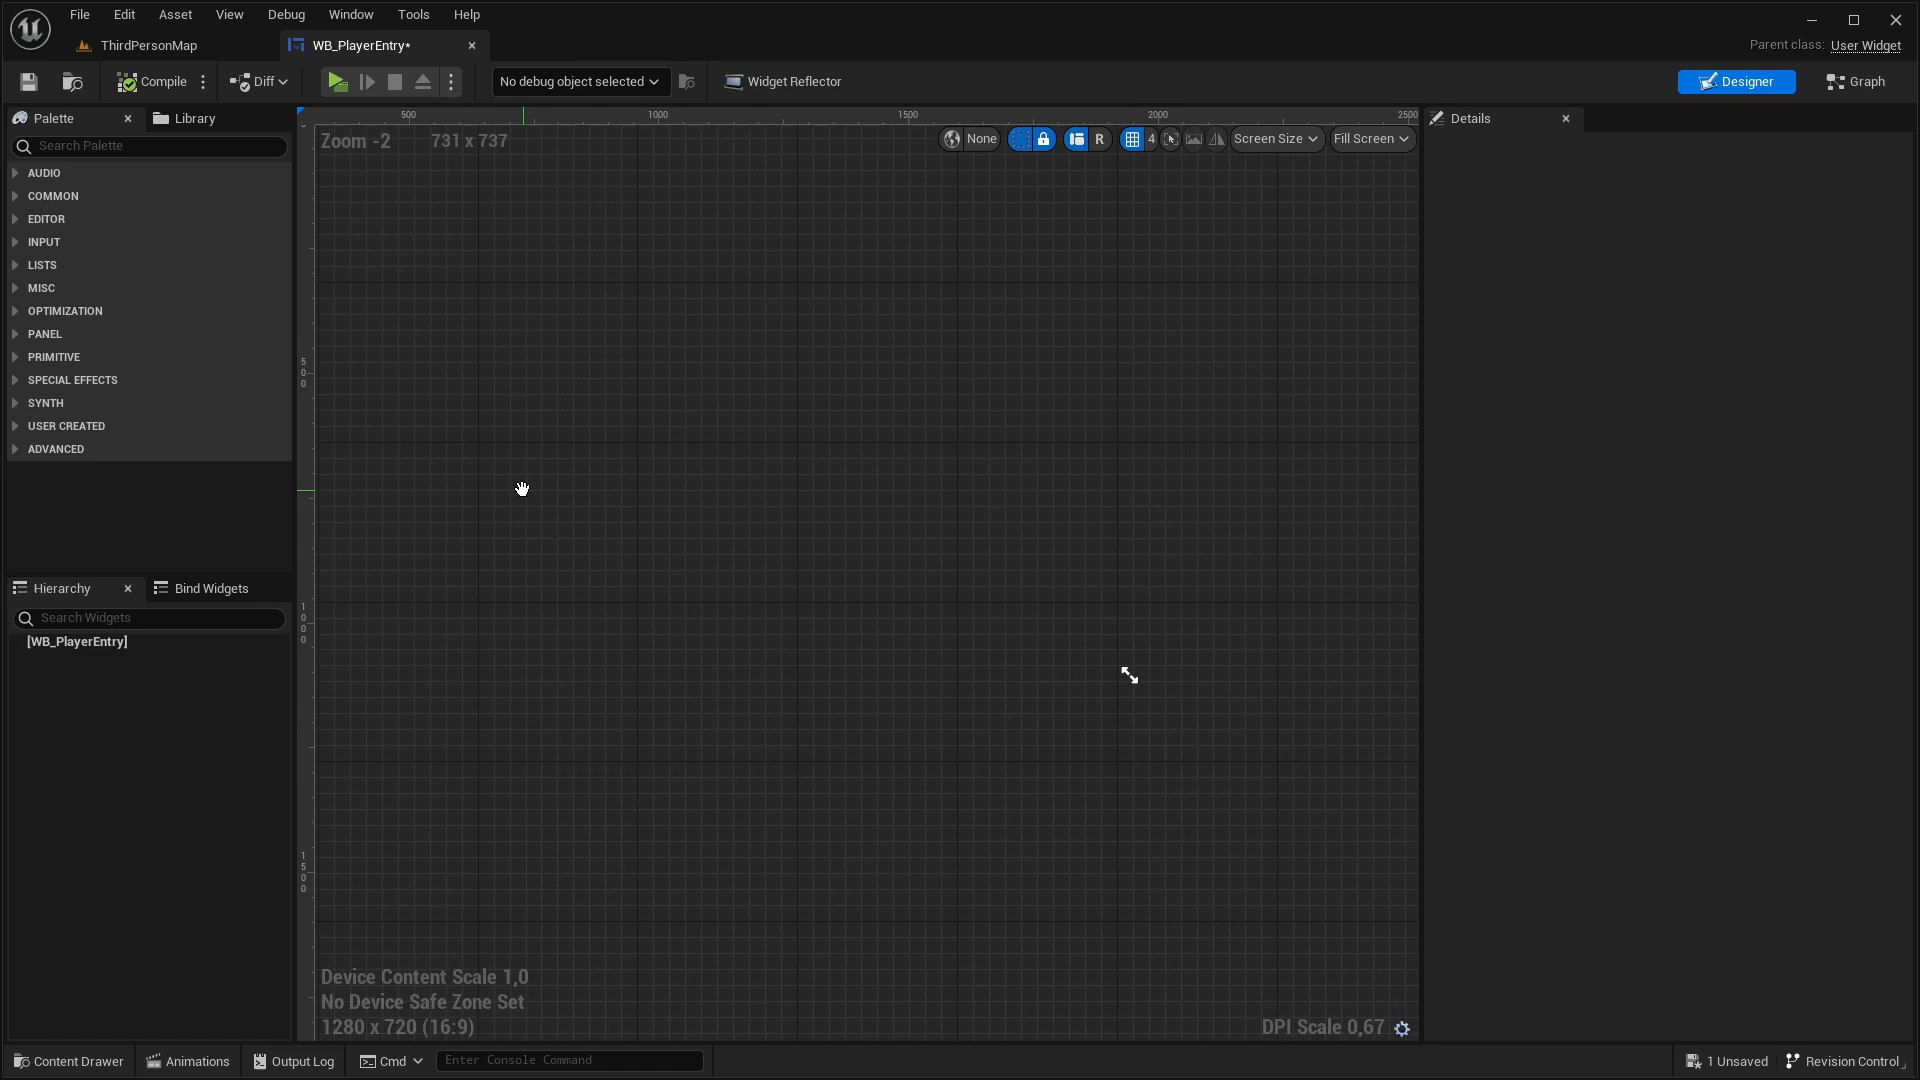 File Edit Asset View Debug Window Tools Help
ThirdPersonMap
WB_PlayerEntry*
Parent class: User Widget
Compile
Diff
No debug object selected
Widget Reflector
Designer
Graph
Palette
Library
Details
Search Palette
AUDIO
COMMON
EDITOR
INPUT
LISTS
MISC
OPTIMIZATION
PANEL
PRIMITIVE
SPECIAL EFFECTS
SYNTH
USER CREATED
ADVANCED
Hierarchy
Bind Widgets
Search Widgets
[WB_PlayerEntry]
500 1000 1500 2000 2500
Zoom -2 731 x 737
None
R
4
Screen Size
Fill Screen
500
1000
1500
Device Content Scale 1,0
No Device Safe Zone Set
1280 x 720 (16:9)
DPI Scale 0,67
Content Drawer
Animations
Output Log
Cmd
Enter Console Command
1 Unsaved
Revision Control